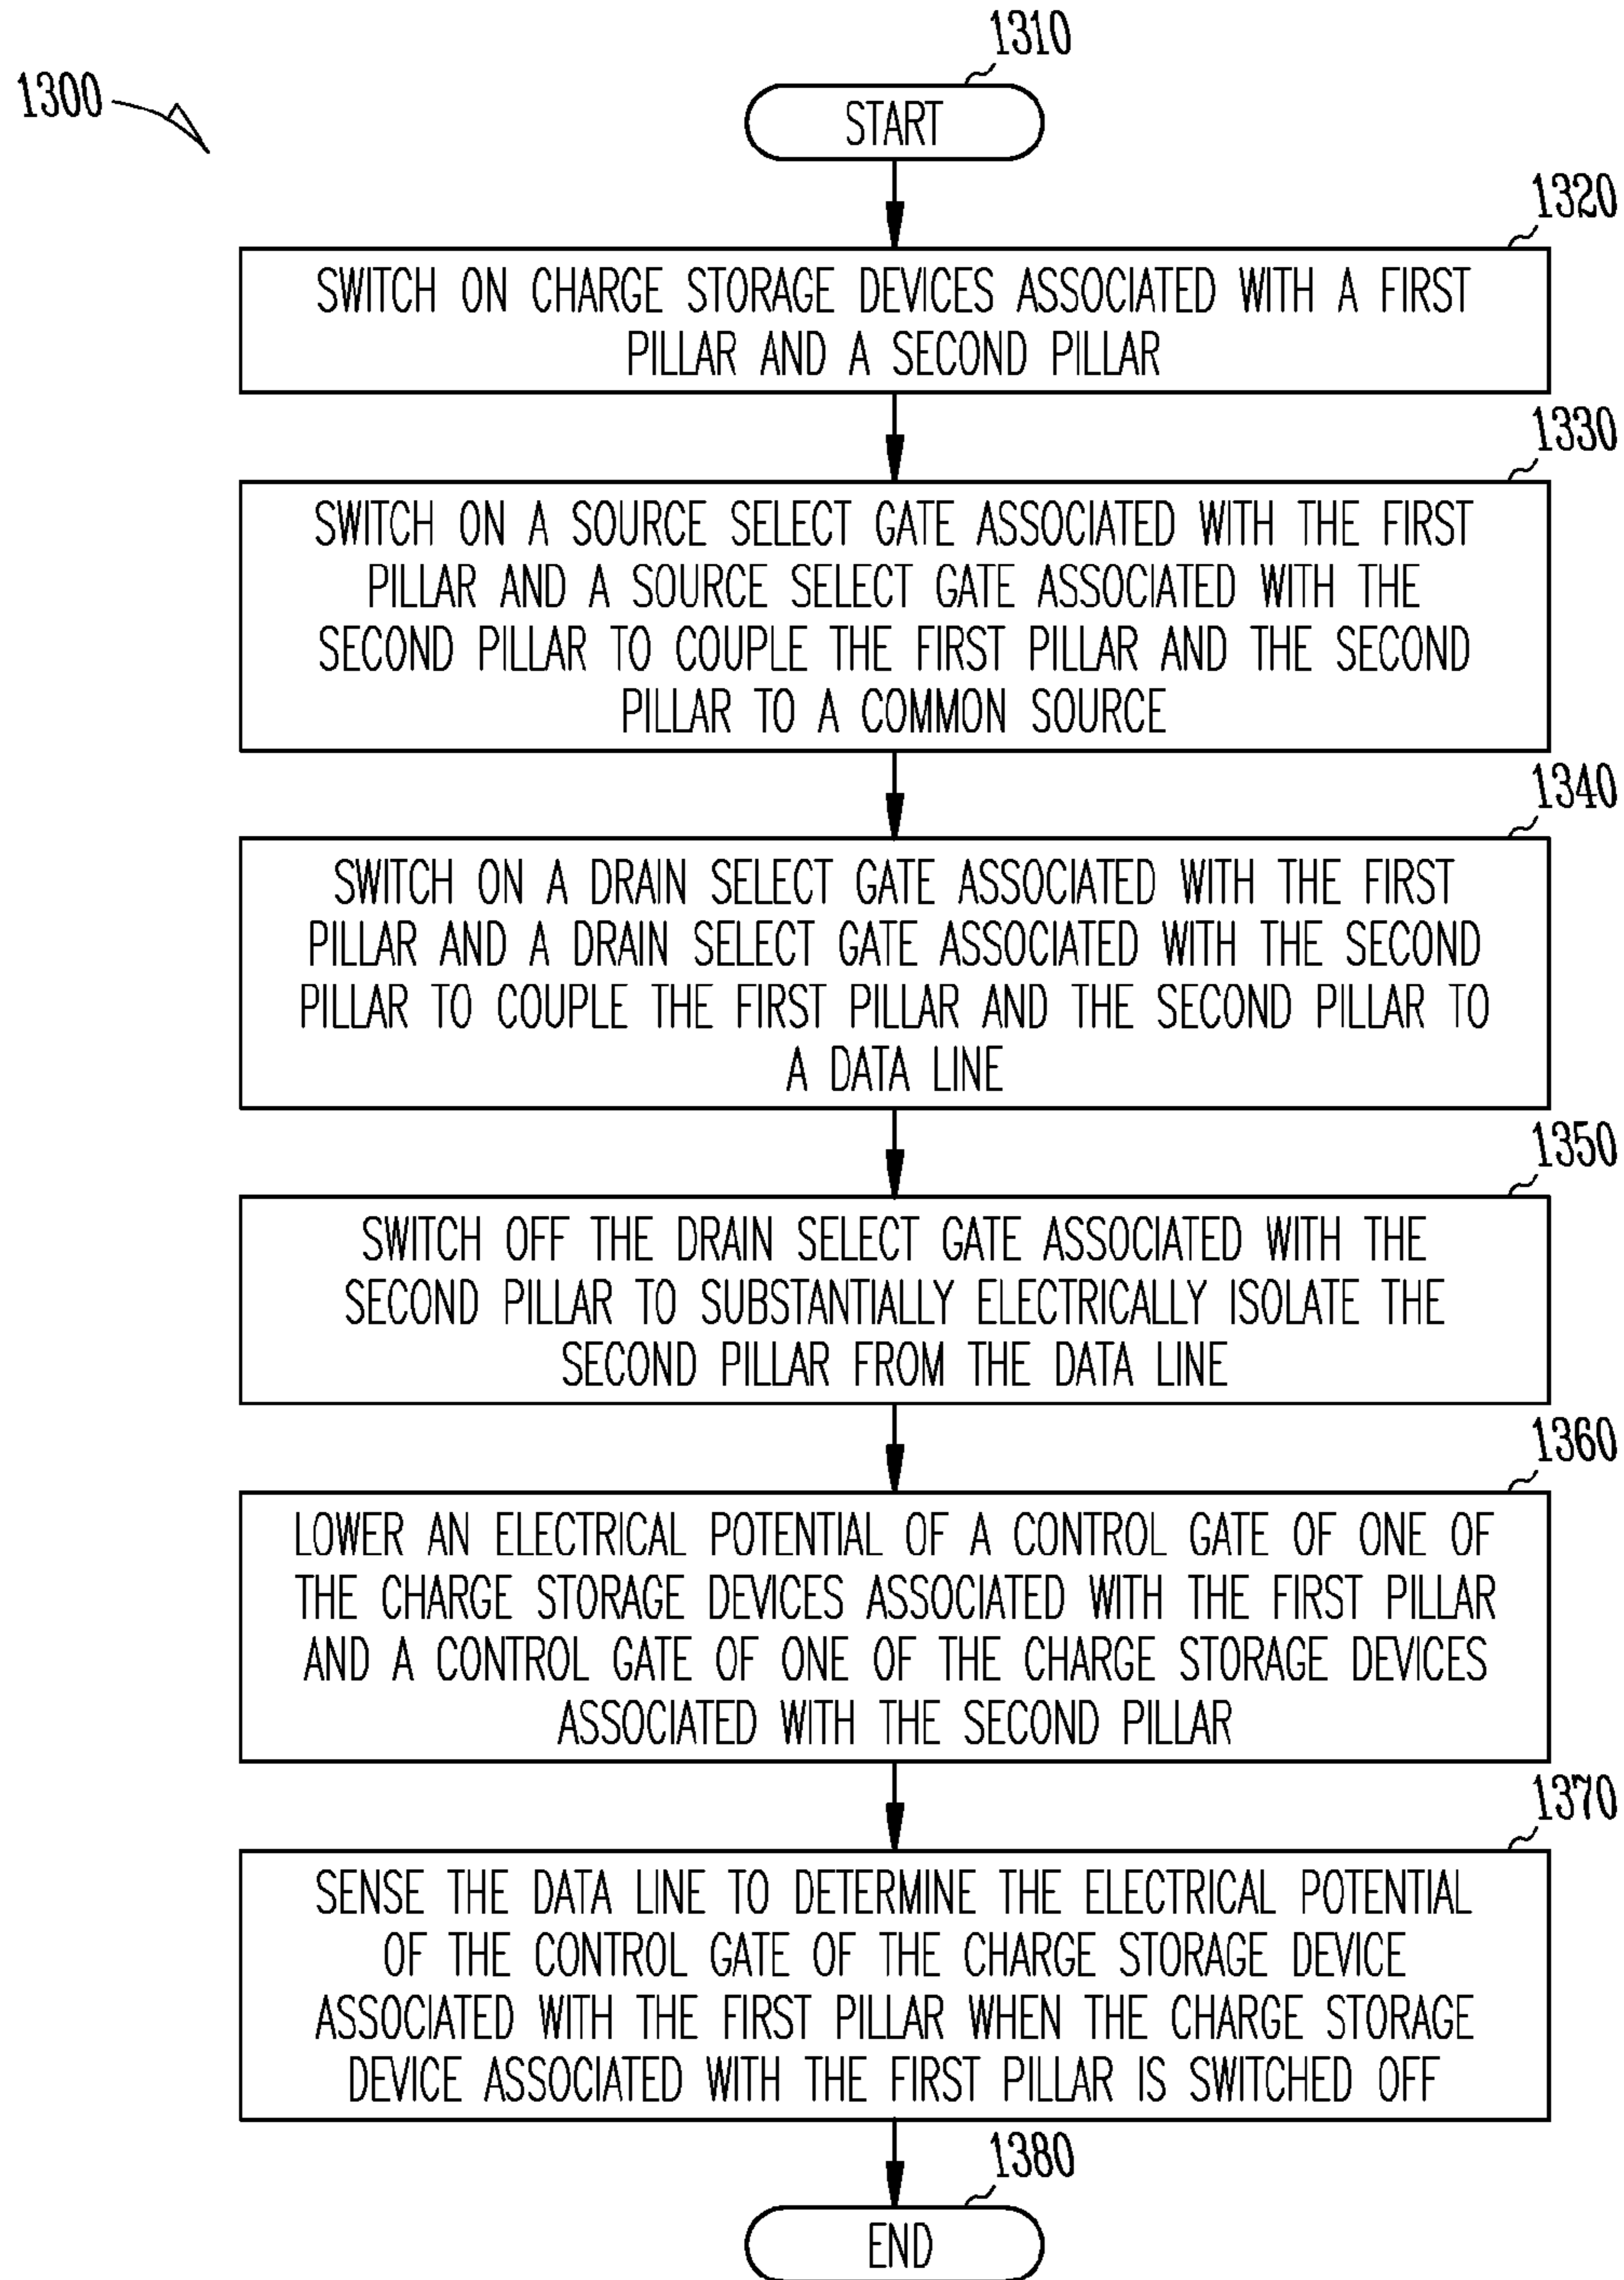 1300
1310
START
1320
SWITCH ON CHARGE STORAGE DEVICES ASSOCIATED WITH A FIRST
PILLAR AND A SECOND PILLAR
1330
SWITCH ON A SOURCE SELECT GATE ASSOCIATED WITH THE FIRST
PILLAR AND A SOURCE SELECT GATE ASSOCIATED WITH THE
SECOND PILLAR TO COUPLE THE FIRST PILLAR AND THE SECOND
PILLAR TO A COMMON SOURCE
1340
SWITCH ON A DRAIN SELECT GATE ASSOCIATED WITH THE FIRST
PILLAR AND A DRAIN SELECT GATE ASSOCIATED WITH THE SECOND
PILLAR TO COUPLE THE FIRST PILLAR AND THE SECOND PILLAR TO
A DATA LINE
1350
SWITCH OFF THE DRAIN SELECT GATE ASSOCIATED WITH THE
SECOND PILLAR TO SUBSTANTIALLY ELECTRICALLY ISOLATE THE
SECOND PILLAR FROM THE DATA LINE
1360
LOWER AN ELECTRICAL POTENTIAL OF A CONTROL GATE OF ONE OF
THE CHARGE STORAGE DEVICES ASSOCIATED WITH THE FIRST PILLAR
AND A CONTROL GATE OF ONE OF THE CHARGE STORAGE DEVICES
ASSOCIATED WITH THE SECOND PILLAR
1370
SENSE THE DATA LINE TO DETERMINE THE ELECTRICAL POTENTIAL
OF THE CONTROL GATE OF THE CHARGE STORAGE DEVICE
ASSOCIATED WITH THE FIRST PILLAR WHEN THE CHARGE STORAGE
DEVICE ASSOCIATED WITH THE FIRST PILLAR IS SWITCHED OFF
1380
END